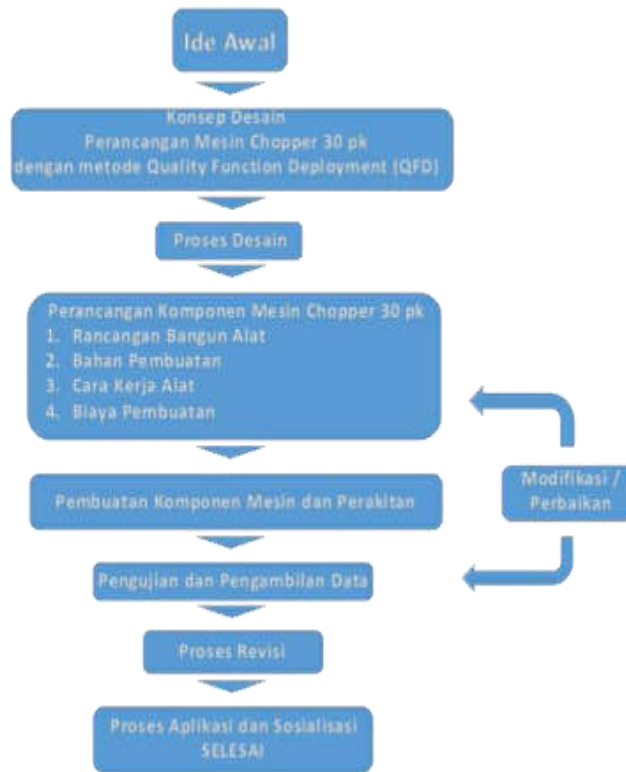 Ide Awal
Konsep Desain
Perancangan Mesin Chopper 30 pk
dengan metode Quality Function Deployment (QFD)
Proses Desain
Perancangan Komponen Mesin Chopper 30 pk
1. Rancangan Bangun Alat
2. Bahan Pembuatan
3. Cara Kerja Alat
4. Biaya Pembuatan
Modifikasi /
Perbaikan
Pembuatan Komponen Mesin dan Perakitan
Pengujian dan Pengambilan Data
Proses Revisi
Proses Aplikasi dan Sosialisasi
SELESAI